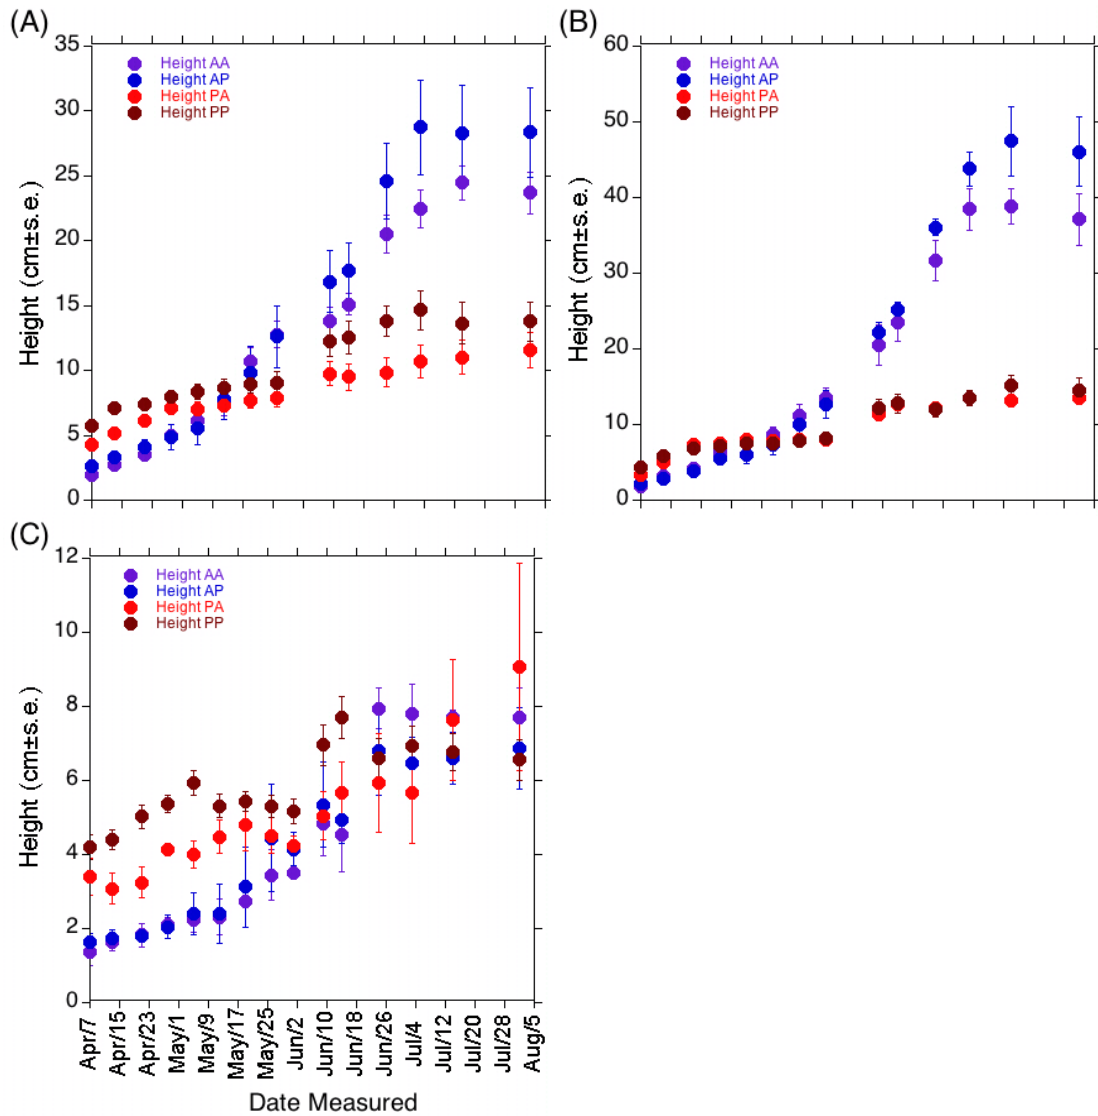 (A)
35
30
25
20
15
10
5
0
Height (cm±s.e.)
Height AA
Height AP
Height PA
Height PP
(B)
60
50
40
30
20
10
0
Height (cm±s.e.)
Height AA
Height AP
Height PA
Height PP
(C)
12
10
8
6
4
2
0
Height (cm±s.e.)
Height AA
Height AP
Height PA
Height PP
Apr/7
Apr/15
Apr/23
May/1
May/9
May/17
May/25
Jun/2
Jun/10
Jun/18
Jun/26
Jul/4
Jul/12
Jul/20
Jul/28
Aug/5
Date Measured